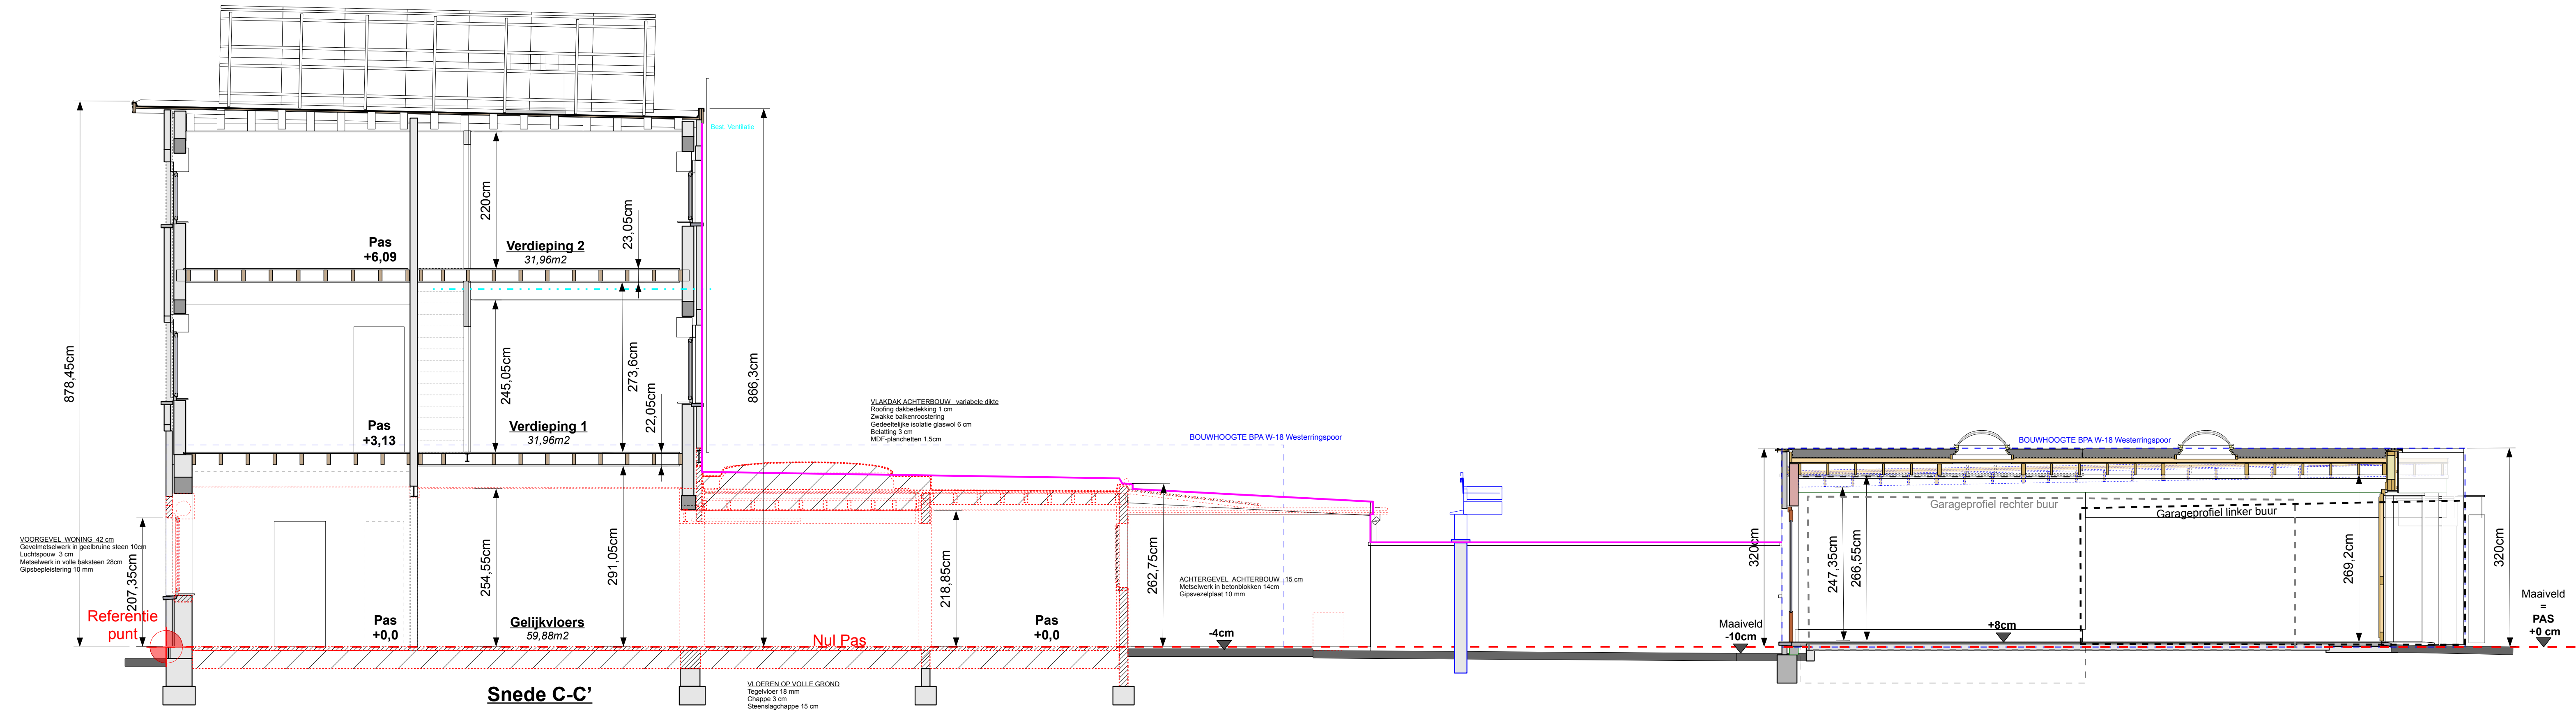 Best. Ventilatie
220cm
23,05cm
Pas
+6,09
Verdieping 2
31,96m2
878,45cm
245,05cm
273,6cm
866,3cm
22,05cm
Pas
+3,13
Verdieping 1
31,96m2
VLAKDAK ACHTERBOUW variabele dikte
Roofing dakbedekking 1 cm
Zwakke balkenroostering
Gedeeltelijke isolatie glaswol 6 cm
Belatting 3 cm
MDF-planchetten 1,5cm
BOUWHOOGTE BPA W-18 Westerringspoor
BOUWHOOGTE BPA W-18 Westerringspoor
VOORGEVEL WONING 42 cm
Gevelmetselwerk in geelbruine steen 10cm
Luchtspouw 3 cm
Metselwerk in volle baksteen 28cm
Gipsbepleistering 10 mm
207,35cm
254,55cm
291,05cm
218,85cm
262,75cm
ACHTERGEVEL ACHTERBOUW 15 cm
Metselwerk in betonblokken 14cm
Gipsvezelplaat 10 mm
320cm
247,35cm
266,55cm
Garageprofiel rechter buur
Garageprofiel linker buur
269,2cm
320cm
Referentie
punt
Pas
+0,0
Gelijkvloers
59,88m2
Nul Pas
Pas
+0,0
-4cm
Maaiveld
-10cm
+8cm
Maaiveld
=
PAS
+0 cm
Snede C-C’
VLOEREN OP VOLLE GROND
Tegelvloer 18 mm
Chappe 3 cm
Steenslagchappe 15 cm